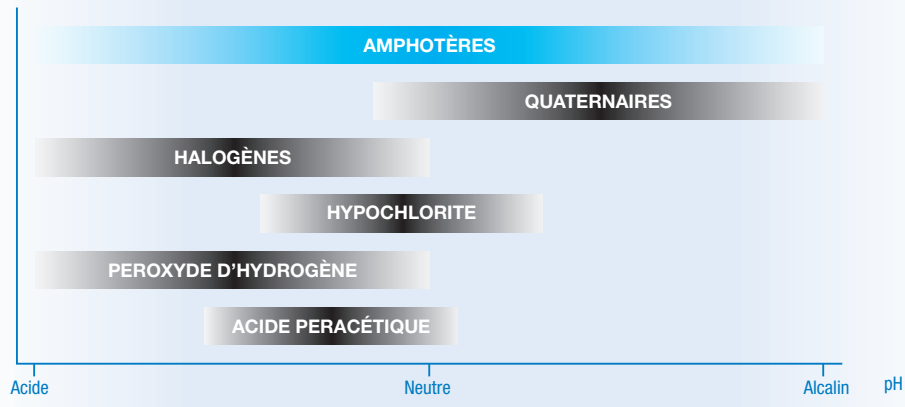 AMPHOTÈRES
QUATERNAIRES
HALOGÈNES
HYPOCHLORITE
PEROXYDE D'HYDROGÈNE
ACIDE PERACÉTIQUE
Acide Neutre Alcalin pH